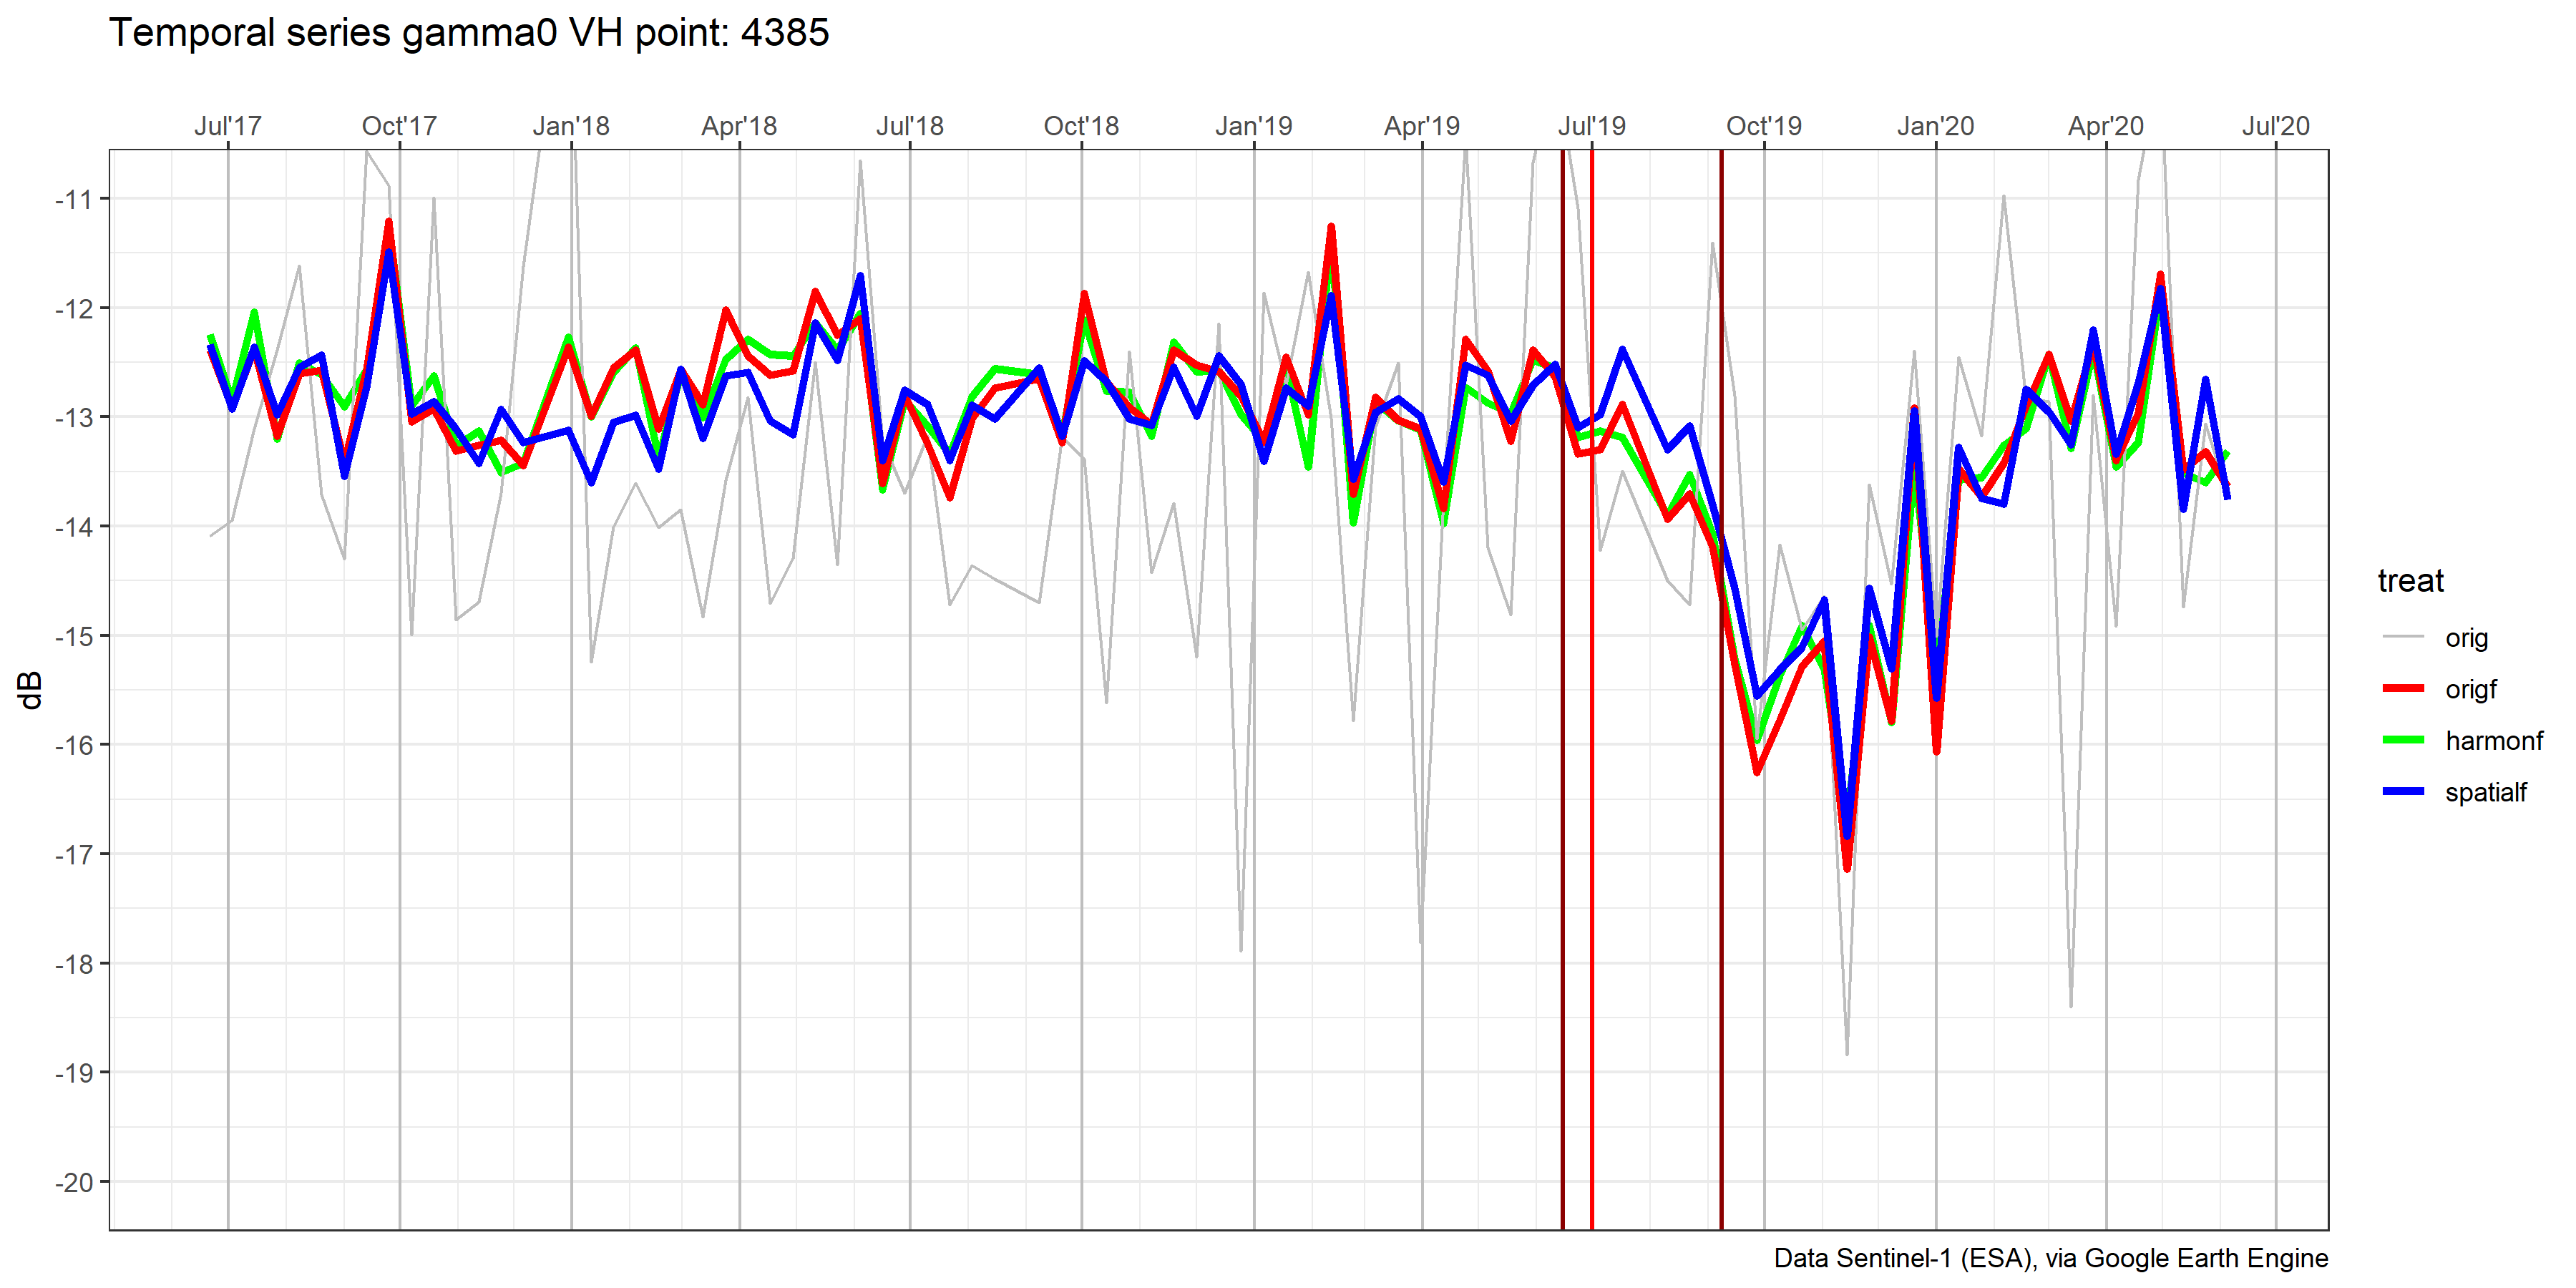 Temporal series gamma0 VH point: 4385
Jul'17 Oct'17 Jan'18 Apr'18 Jul'18 Oct'18 Jan'19 Apr'19 Jul'19 Oct'19 Jan'20 Apr'20 Jul'20
-11
-12
-13
-14
-15
-16
-17
-18
-19
-20
dB
treat
orig
origf
harmonf
spatialf
Data Sentinel-1 (ESA), via Google Earth Engine